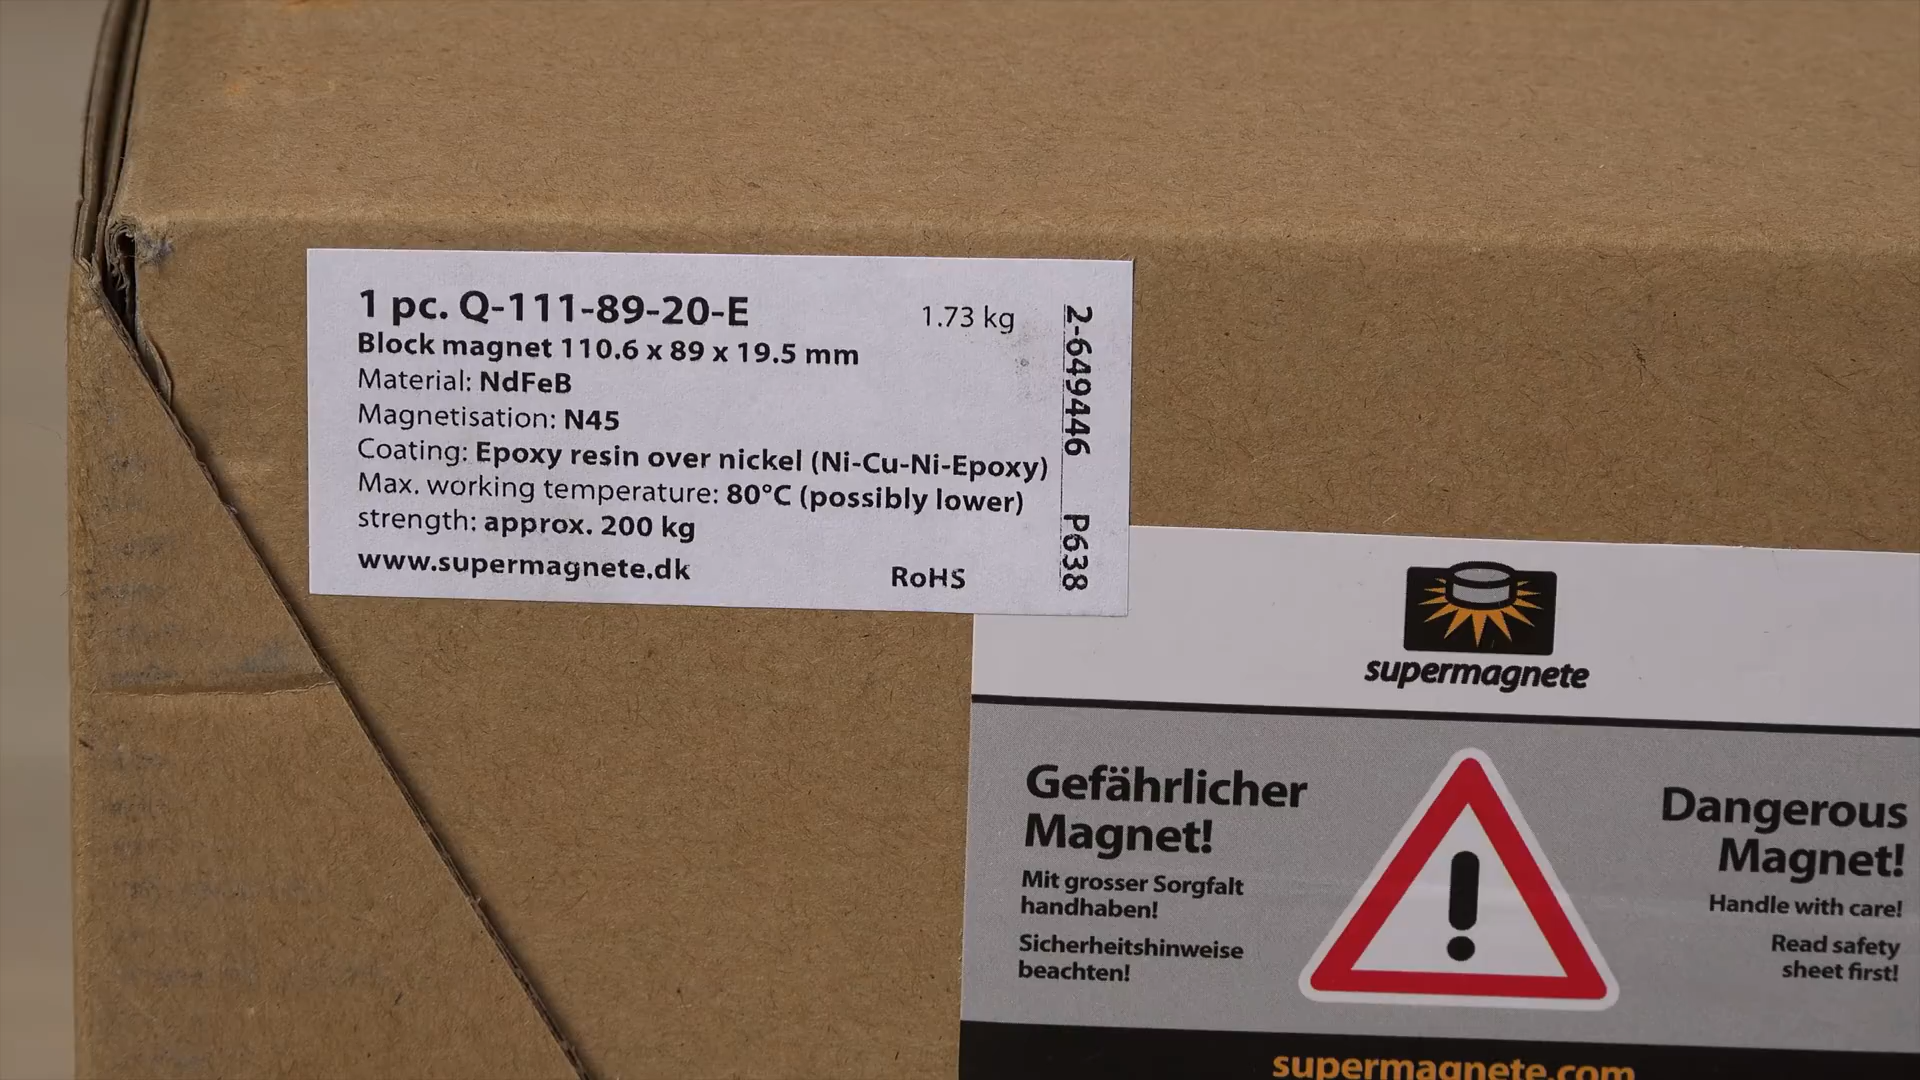 1 pc. Q-111-89-20-E
1.73 kg
Block magnet 110.6 x 89 x 19.5 mm
Material: NdFeB
Magnetisation: N45
Coating: Epoxy resin over nickel (Ni-Cu-Ni-Epoxy)
Max. working temperature: 80°C (possibly lower)
strength: approx. 200 kg
www.supermagnete.dk
RoHS
2-649446 P638
supermagnete
Gefährlicher
Magnet!
Mit grosser Sorgfalt
handhaben!
Sicherheitshinweise
beachten!
Dangerous
Magnet!
Handle with care!
Read safety
sheet first!
supermagnete.com